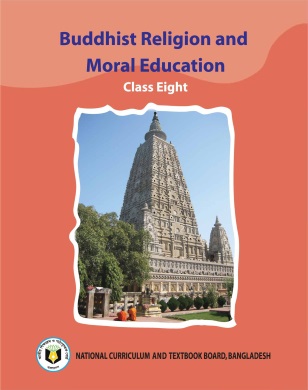 Buddhist Religion and
Moral Education
Class Eight
NATIONAL CURRICULUM AND TEXTBOOK BOARD, BANGLADESH